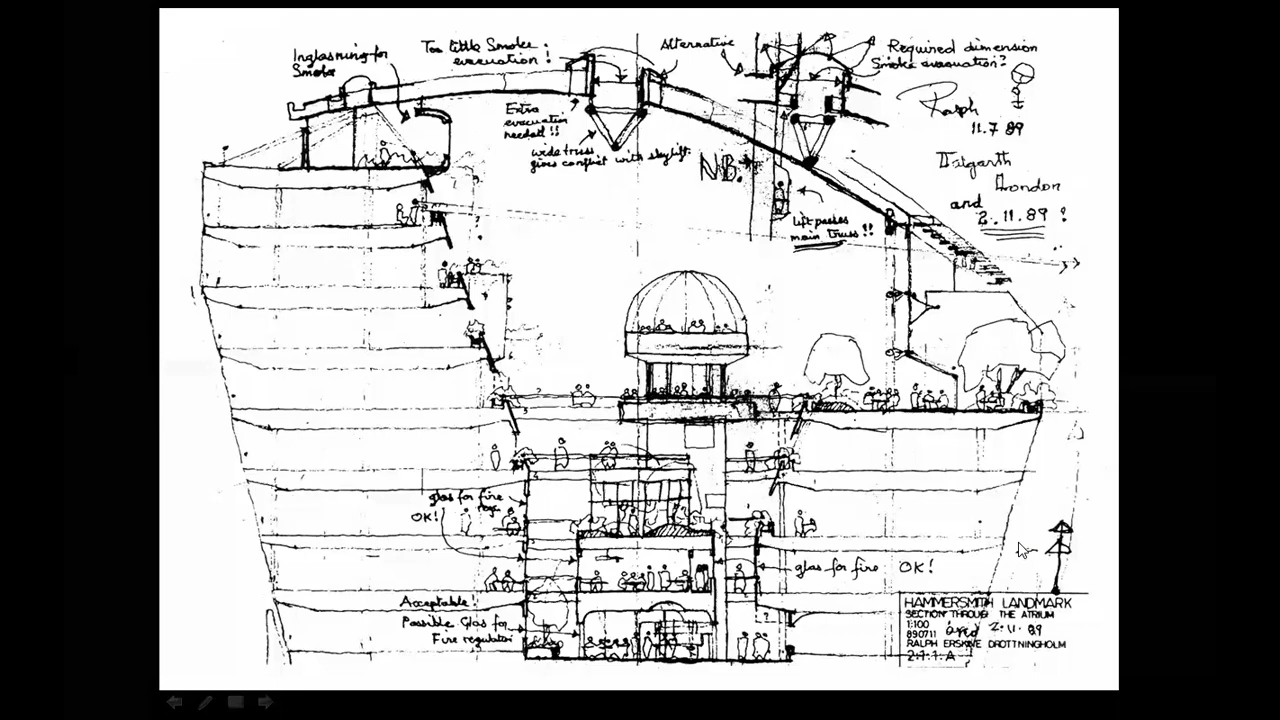 Inglasning for
Smoke
Too little Smoke
evacuation!
Alternative
Required dimension
Smoke evacuation?
Ralph
11.7 89
Extra
evacuation
needed!!
wide truss
gives conflict with skylift.
N.B.
lift passes
main truss!!
London
and
2.11.89 !
glas for fire
OK!
glas for fire OK!
Acceptable!
Possible Glas for
Fire regulation
HAMMERSMITH LANDMARK
SECTION THROUGH THE ATRIUM
1:100
890711 2.11.89
RALPH ERSKINE DROTTNINGHOLM